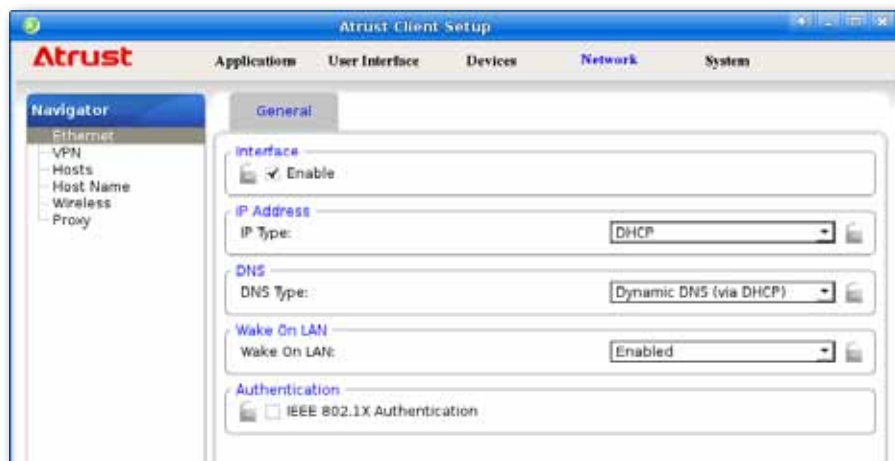 Atrust Client Setup
Atrust
Applications User Interface Devices Network System
Navigator
Ethernet
VPN
Hosts
Host Name
Wireless
Proxy
General
Interface
Enable
IP Address
IP Type: DHCP
DNS
DNS Type: Dynamic DNS (via DHCP)
Wake On LAN
Wake On LAN: Enabled
Authentication
IEEE 802.1X Authentication